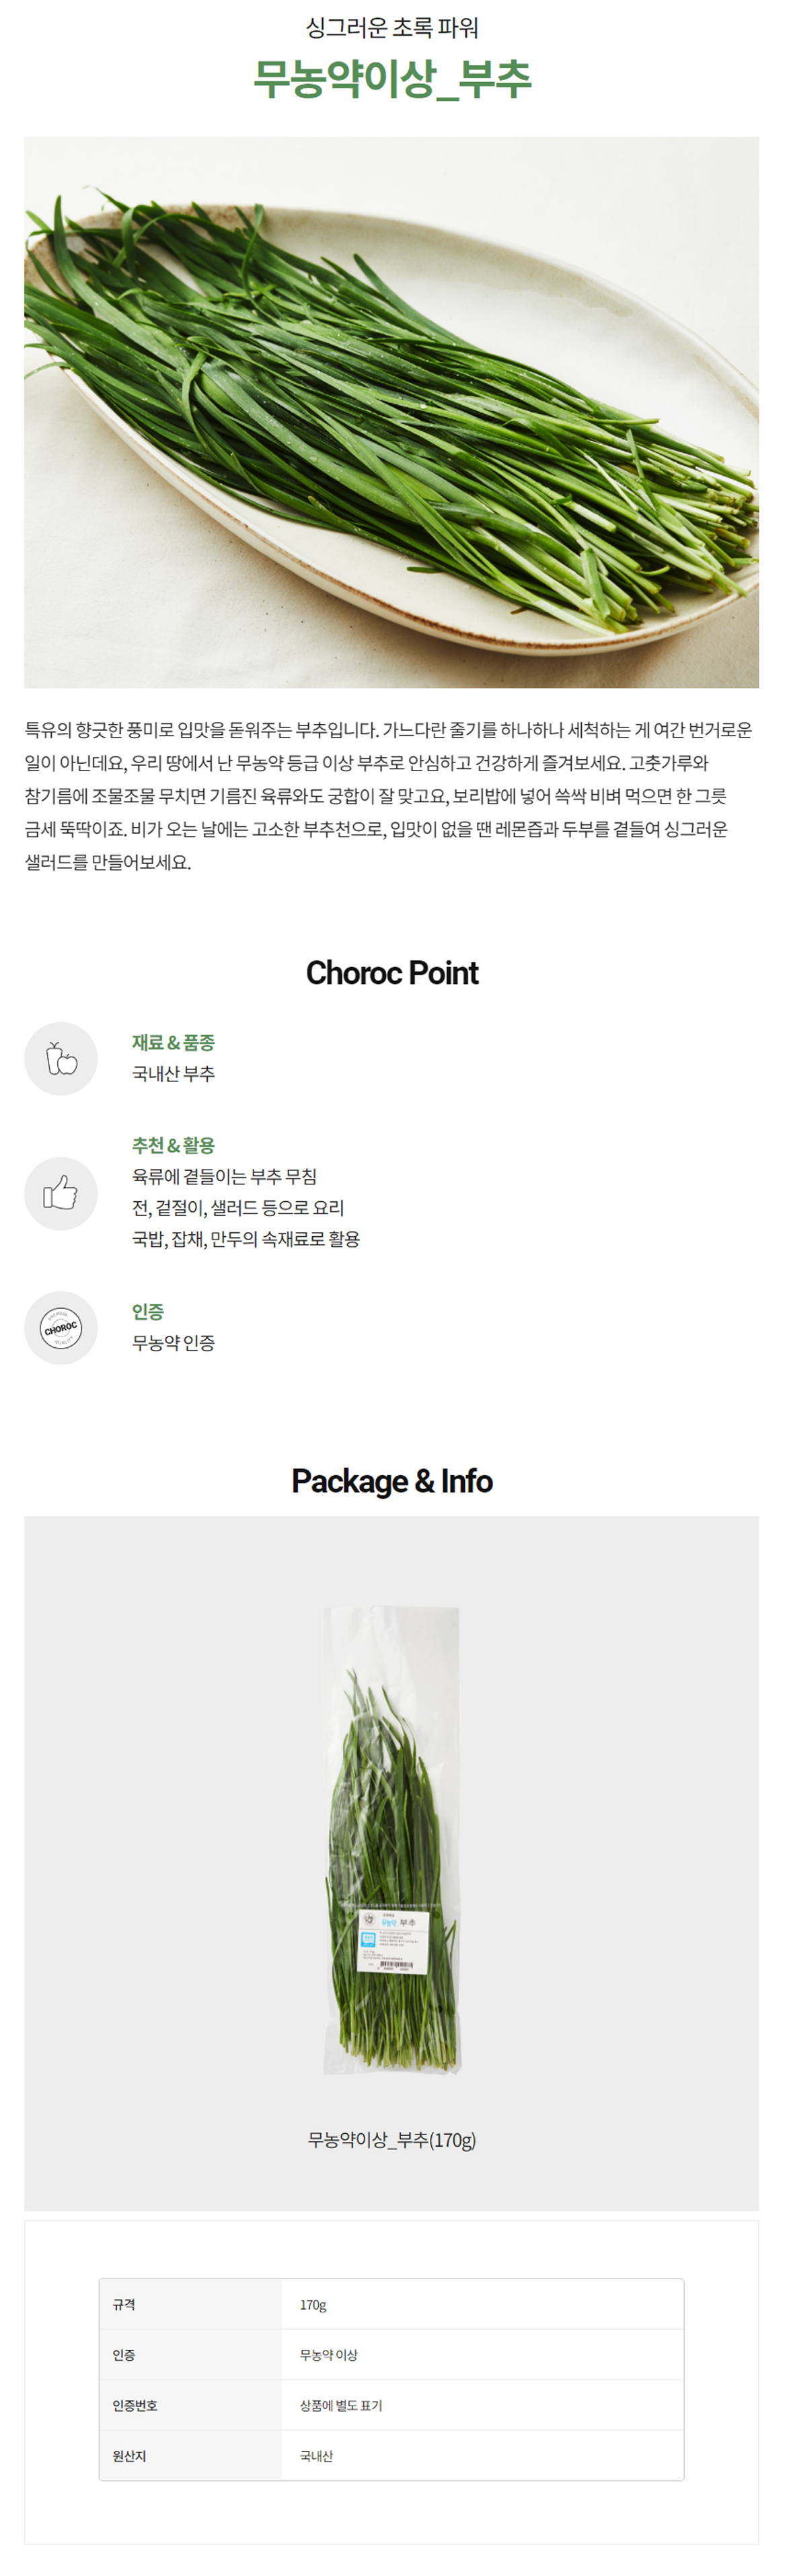 싱그러운 초록 파워
무농약이상_부추
특유의 향긋한 풍미로 입맛을 돋워주는 부추입니다. 가느다란 줄기를 하나하나 세척하는 게 여간 번거로운
일이 아닌데요, 우리 땅에서 난 무농약 등급 이상 부추로 안심하고 건강하게 즐겨보세요. 고춧가루와
참기름에 조물조물 무치면 기름진 육류와도 궁합이 잘 맞고요, 보리밥에 넣어 쓱싹 비벼 먹으면 한 그릇
금세 뚝딱이죠. 비가 오는 날에는 고소한 부추천으로, 입맛이 없을 땐 레몬즙과 두부를 곁들여 싱그러운
샐러드를 만들어보세요.
Choroc Point
재료 & 품종
국내산 부추
추천 & 활용
육류에 곁들이는 부추 무침
전, 겉절이, 샐러드 등으로 요리
국밥, 잡채, 만두의 속재료로 활용
CHOROC
인증
무농약 인증
Package & Info
무농약 부추
무농약이상_부추(170g)
규격 170g
인증 무농약 이상
인증번호 상품에 별도 표기
원산지 국내산